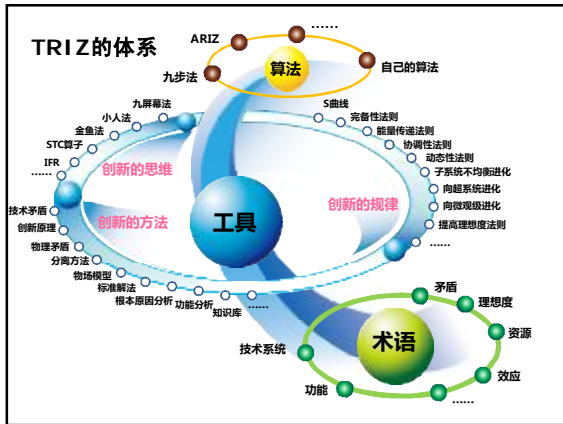 TRIZ的体系
ARIZ
……
九步法
算法
自己的算法
九屏幕法
小人法
金鱼法
STC算子
IFR
……
创新的思维
S曲线
完备性法则
能量传递法则
协调性法则
动态性法则
子系统不均衡进化
向超系统进化
向微观级进化
提高理想度法则
……
创新的规律
工具
创新的方法
技术矛盾
创新原理
物理矛盾
分离方法
物场模型
标准解法
根本原因分析
功能分析
知识库
……
矛盾
理想度
资源
效应
……
功能
技术系统
术语